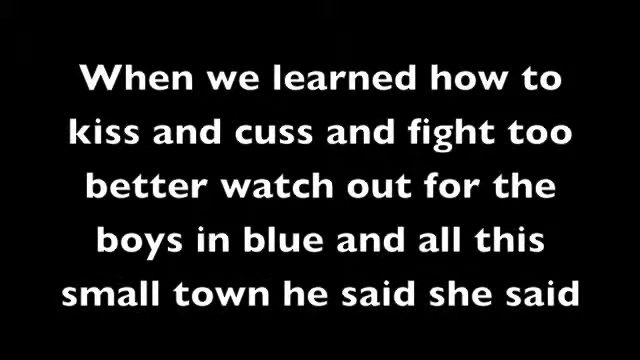 When we learned how to
kiss and cuss and fight too
better watch out for the
boys in blue and all this
small town he said she said